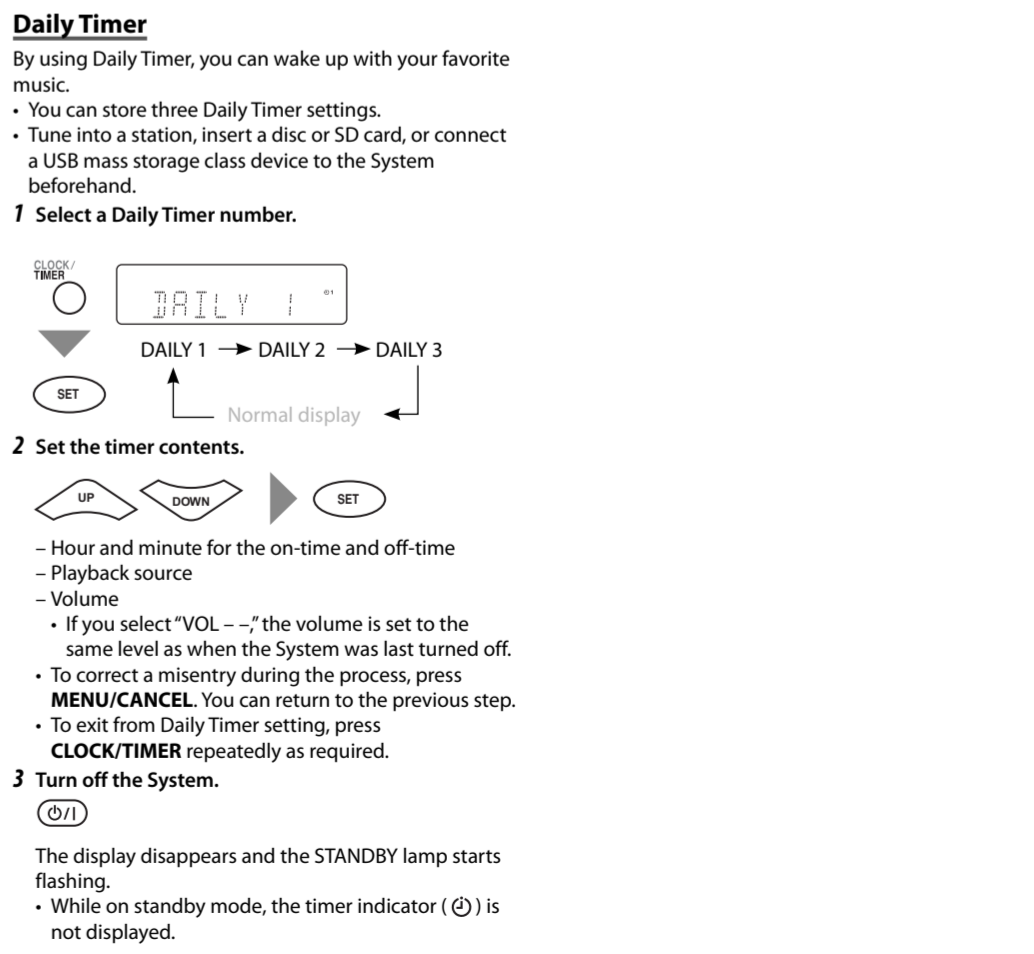 Daily Timer
By using Daily Timer, you can wake up with your favorite
music.
• You can store three Daily Timer settings.
• Tune into a station, insert a disc or SD card, or connect
a USB mass storage class device to the System
beforehand.
1 Select a Daily Timer number.
CLOCK/
TIMER
DAILY 1 ⏲1
DAILY 1 → DAILY 2 → DAILY 3
SET
Normal display
2 Set the timer contents.
UP DOWN SET
– Hour and minute for the on-time and off-time
– Playback source
– Volume
• If you select “VOL – –,” the volume is set to the
same level as when the System was last turned off.
• To correct a misentry during the process, press
MENU/CANCEL. You can return to the previous step.
• To exit from Daily Timer setting, press
CLOCK/TIMER repeatedly as required.
3 Turn off the System.
⏻/I
The display disappears and the STANDBY lamp starts
flashing.
• While on standby mode, the timer indicator ( ⏲ ) is
not displayed.